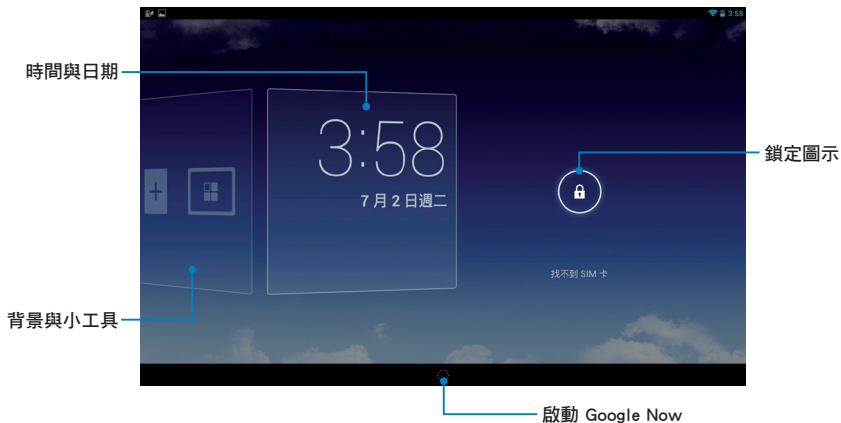 3:58
時間與日期
3:58
7 月 2 日週二
鎖定圖示
找不到 SIM 卡
背景與小工具
啟動 Google Now